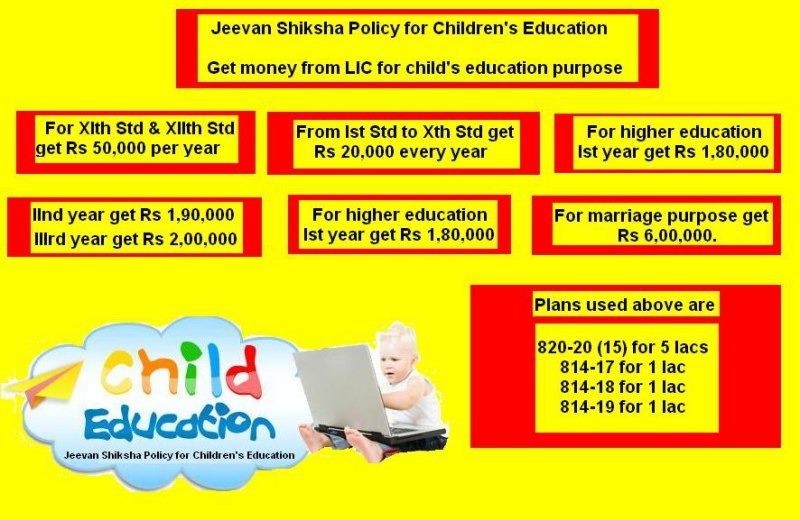 Jeevan Shiksha Policy for Children's Education
Get money from LIC for child's education purpose
For XIth Std & XIIth Std
get Rs 50,000 per year
From Ist Std to Xth Std get
Rs 20,000 every year
For higher education
Ist year get Rs 1,80,000
IInd year get Rs 1,90,000
IIIrd year get Rs 2,00,000
For higher education
Ist year get Rs 1,80,000
For marriage purpose get
Rs 6,00,000.
Plans used above are
820-20 (15) for 5 lacs
814-17 for 1 lac
814-18 for 1 lac
814-19 for 1 lac
Child
Education
Jeevan Shiksha Policy for Children's Education